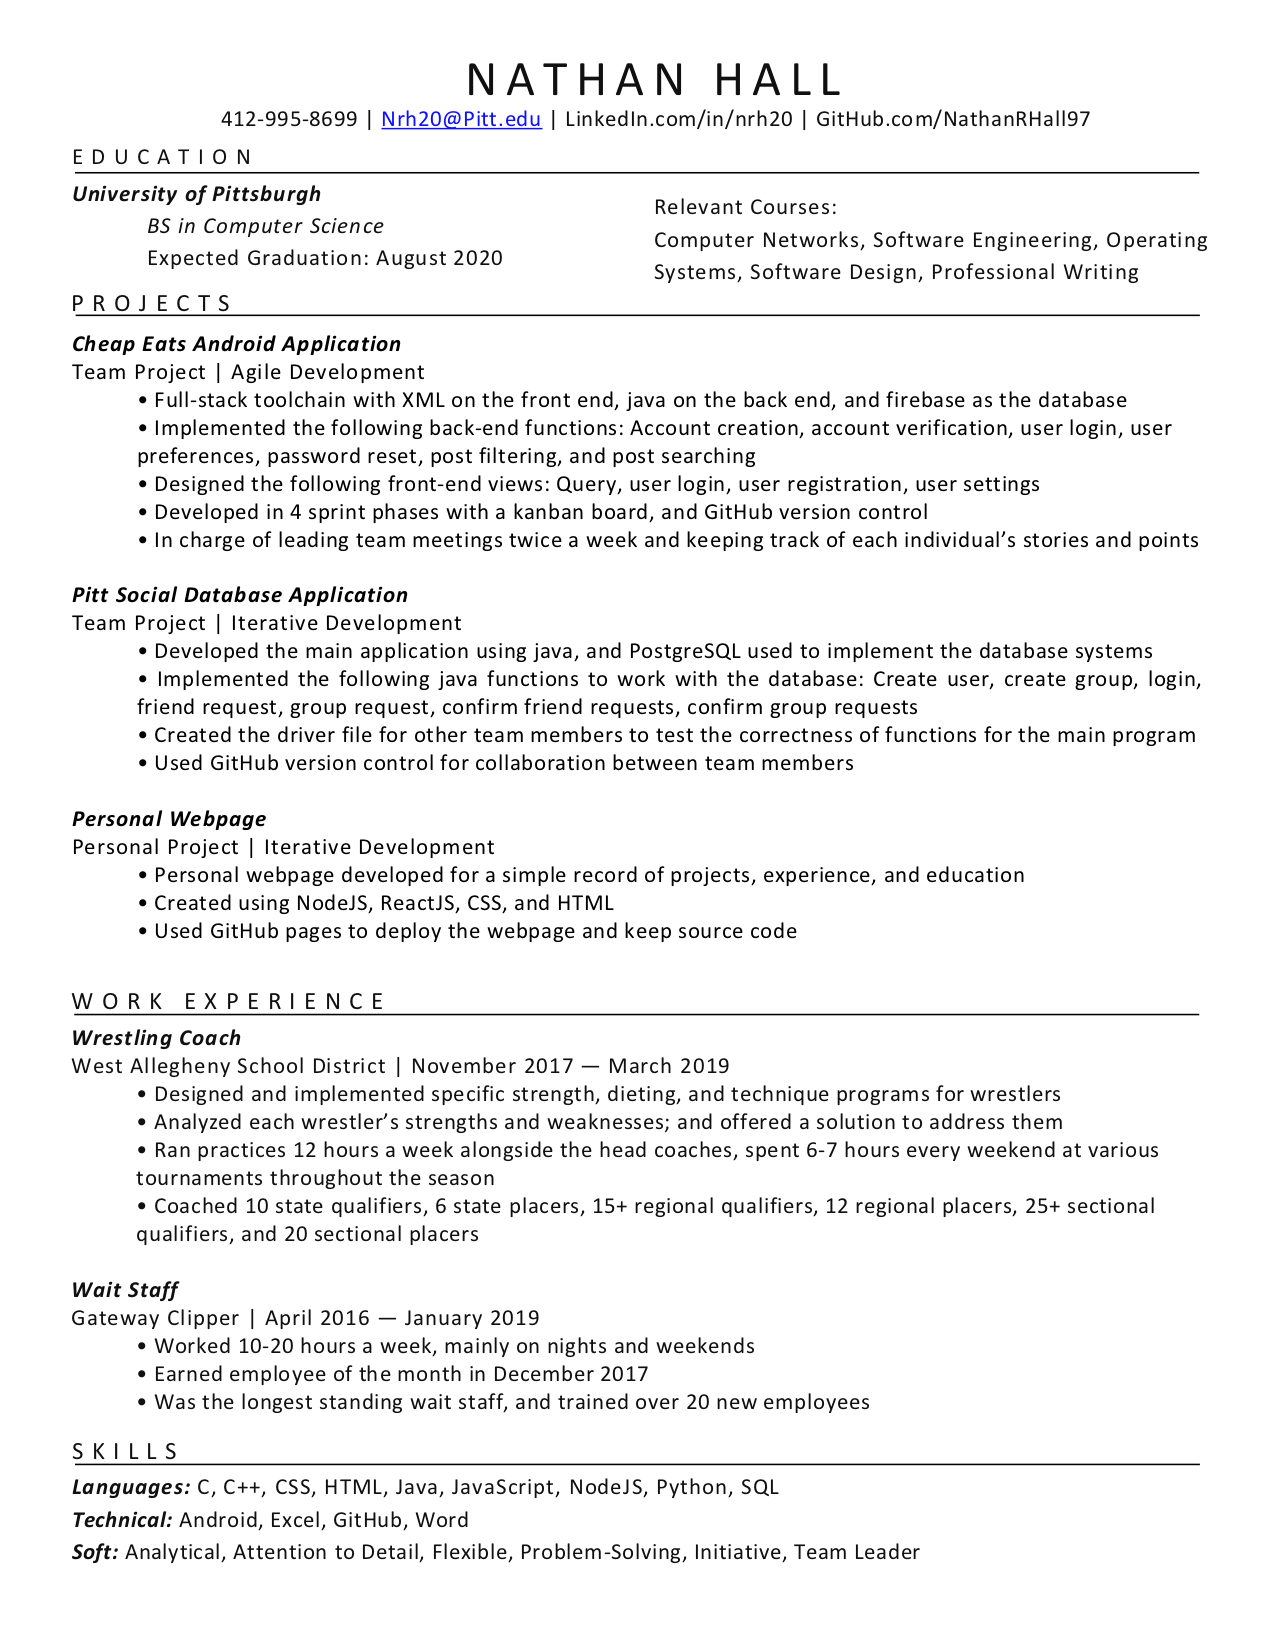 NATHAN HALL
412-995-8699 | Nrh20@Pitt.edu | LinkedIn.com/in/nrh20 | GitHub.com/NathanRHall97
EDUCATION
University of Pittsburgh
BS in Computer Science
Expected Graduation: August 2020
Relevant Courses:
Computer Networks, Software Engineering, Operating
Systems, Software Design, Professional Writing
PROJECTS
Cheap Eats Android Application
Team Project | Agile Development
• Full-stack toolchain with XML on the front end, java on the back end, and firebase as the database
• Implemented the following back-end functions: Account creation, account verification, user login, user
preferences, password reset, post filtering, and post searching
• Designed the following front-end views: Query, user login, user registration, user settings
• Developed in 4 sprint phases with a kanban board, and GitHub version control
• In charge of leading team meetings twice a week and keeping track of each individual’s stories and points
Pitt Social Database Application
Team Project | Iterative Development
• Developed the main application using java, and PostgreSQL used to implement the database systems
• Implemented the following java functions to work with the database: Create user, create group, login,
friend request, group request, confirm friend requests, confirm group requests
• Created the driver file for other team members to test the correctness of functions for the main program
• Used GitHub version control for collaboration between team members
Personal Webpage
Personal Project | Iterative Development
• Personal webpage developed for a simple record of projects, experience, and education
• Created using NodeJS, ReactJS, CSS, and HTML
• Used GitHub pages to deploy the webpage and keep source code
WORK EXPERIENCE
Wrestling Coach
West Allegheny School District | November 2017 — March 2019
• Designed and implemented specific strength, dieting, and technique programs for wrestlers
• Analyzed each wrestler’s strengths and weaknesses; and offered a solution to address them
• Ran practices 12 hours a week alongside the head coaches, spent 6-7 hours every weekend at various
tournaments throughout the season
• Coached 10 state qualifiers, 6 state placers, 15+ regional qualifiers, 12 regional placers, 25+ sectional
qualifiers, and 20 sectional placers
Wait Staff
Gateway Clipper | April 2016 — January 2019
• Worked 10-20 hours a week, mainly on nights and weekends
• Earned employee of the month in December 2017
• Was the longest standing wait staff, and trained over 20 new employees
SKILLS
Languages: C, C++, CSS, HTML, Java, JavaScript, NodeJS, Python, SQL
Technical: Android, Excel, GitHub, Word
Soft: Analytical, Attention to Detail, Flexible, Problem-Solving, Initiative, Team Leader